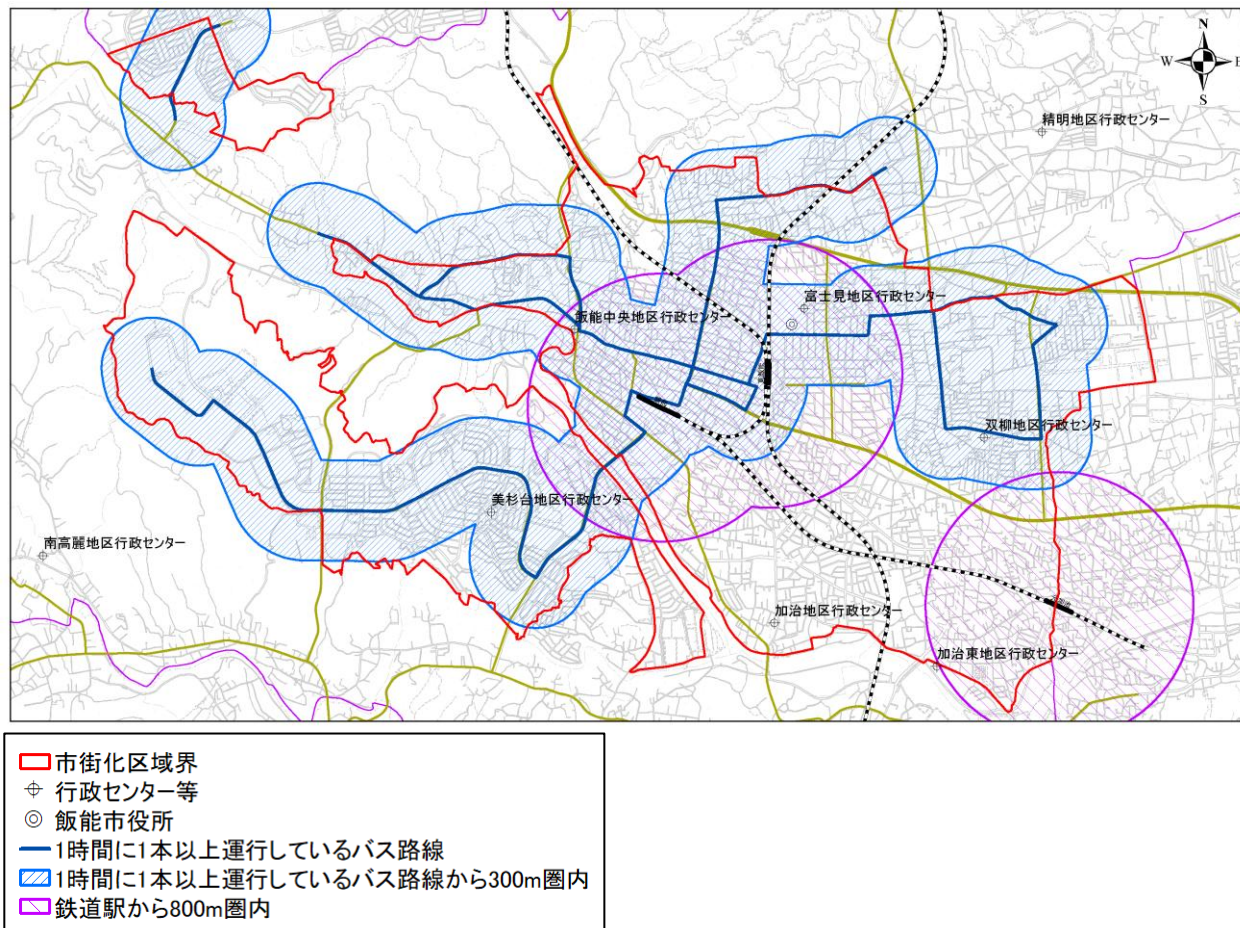 N
W E
S
精明地区行政センター
富士見地区行政センター
飯能中央地区行政センター
双柳地区行政センター
美杉台地区行政センター
南高麗地区行政センター
加治地区行政センター
加治東地区行政センター
市街化区域界
行政センター等
飯能市役所
1時間に1本以上運行しているバス路線
1時間に1本以上運行しているバス路線から300m圏内
鉄道駅から800m圏内